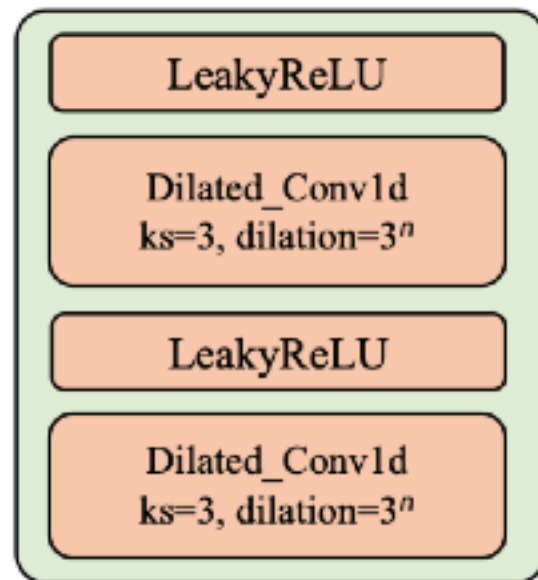 LeakyReLU
Dilated_Conv1d
ks=3, dilation=3ⁿ
LeakyReLU
Dilated_Conv1d
ks=3, dilation=3ⁿ